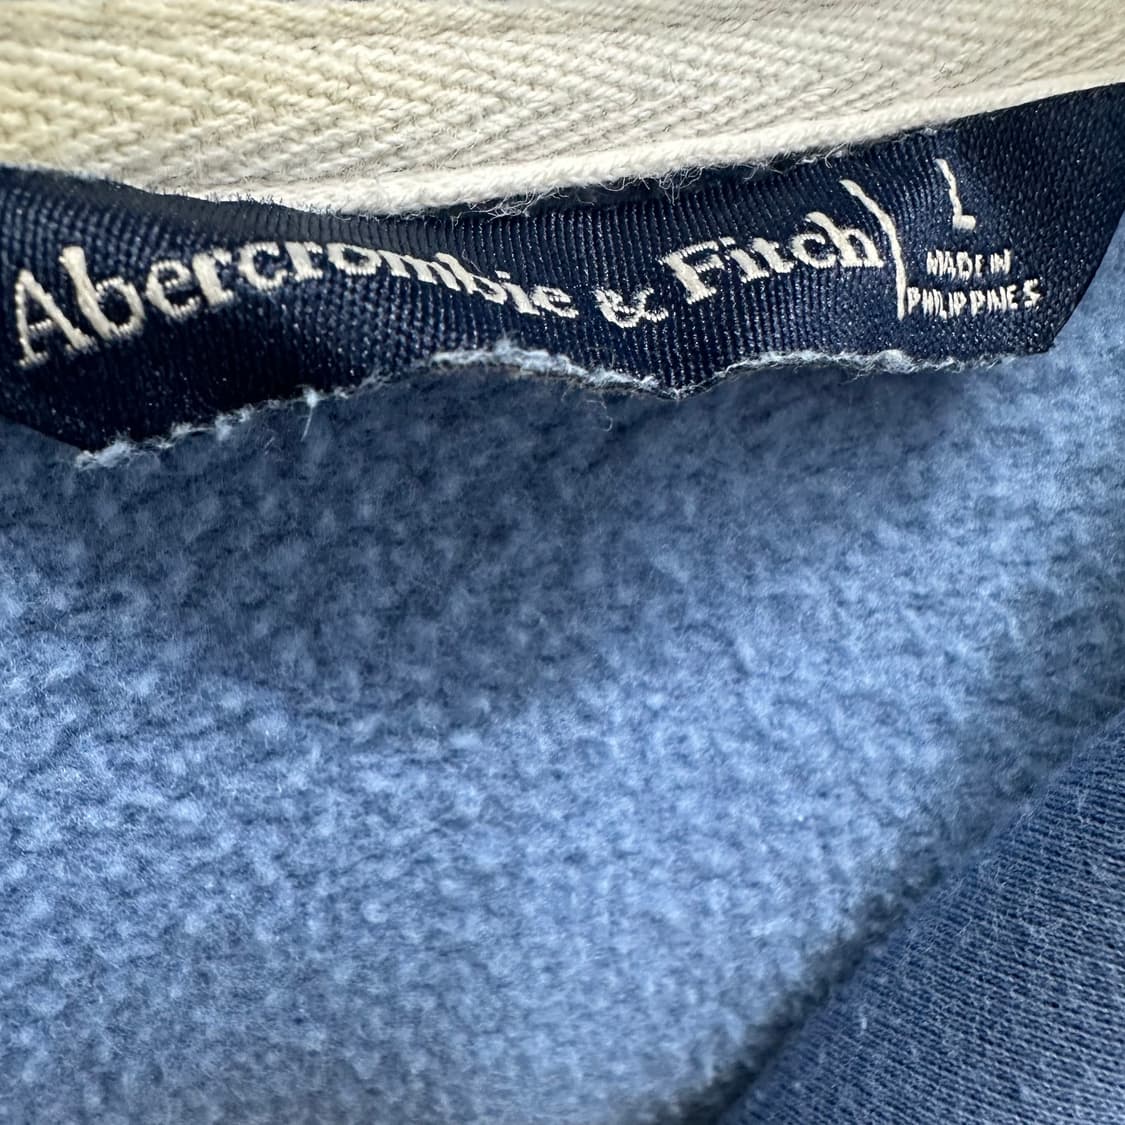 Abercrombie & Fitch
L
MADE IN
PHILIPPINES